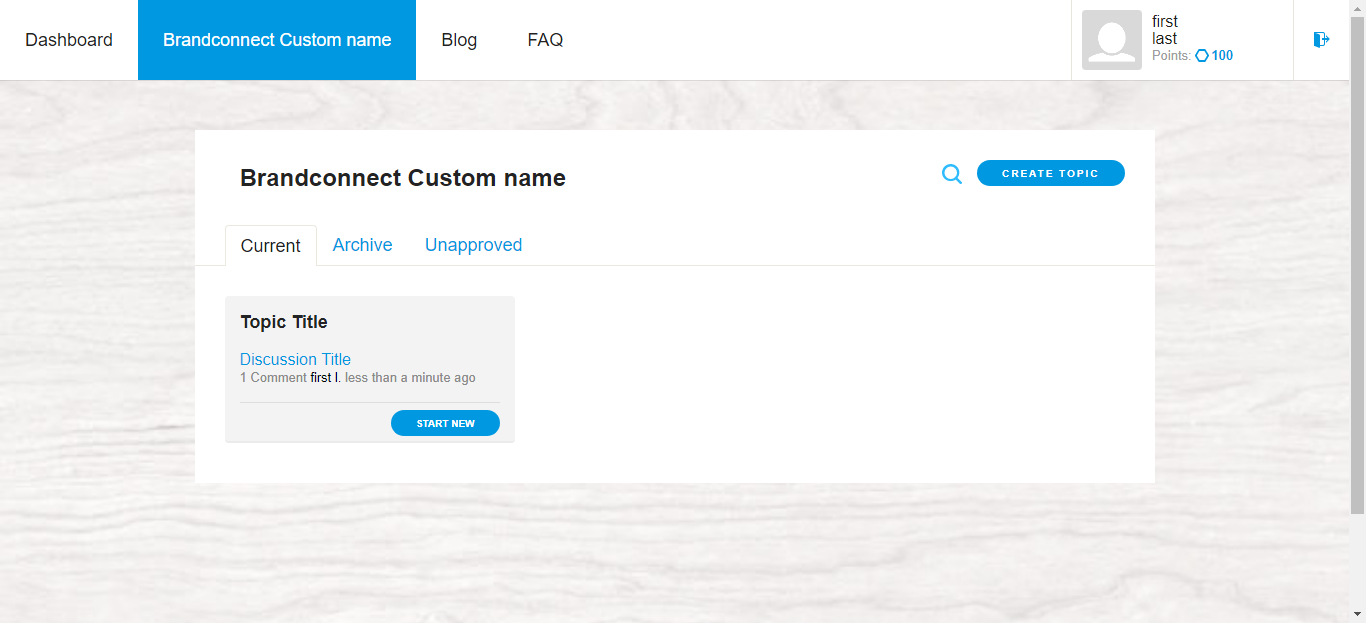 Dashboard
Brandconnect Custom name
Blog
FAQ
first
last
Points: 100
Brandconnect Custom name
CREATE TOPIC
Current
Archive
Unapproved
Topic Title
Discussion Title
1 Comment first l. less than a minute ago
START NEW